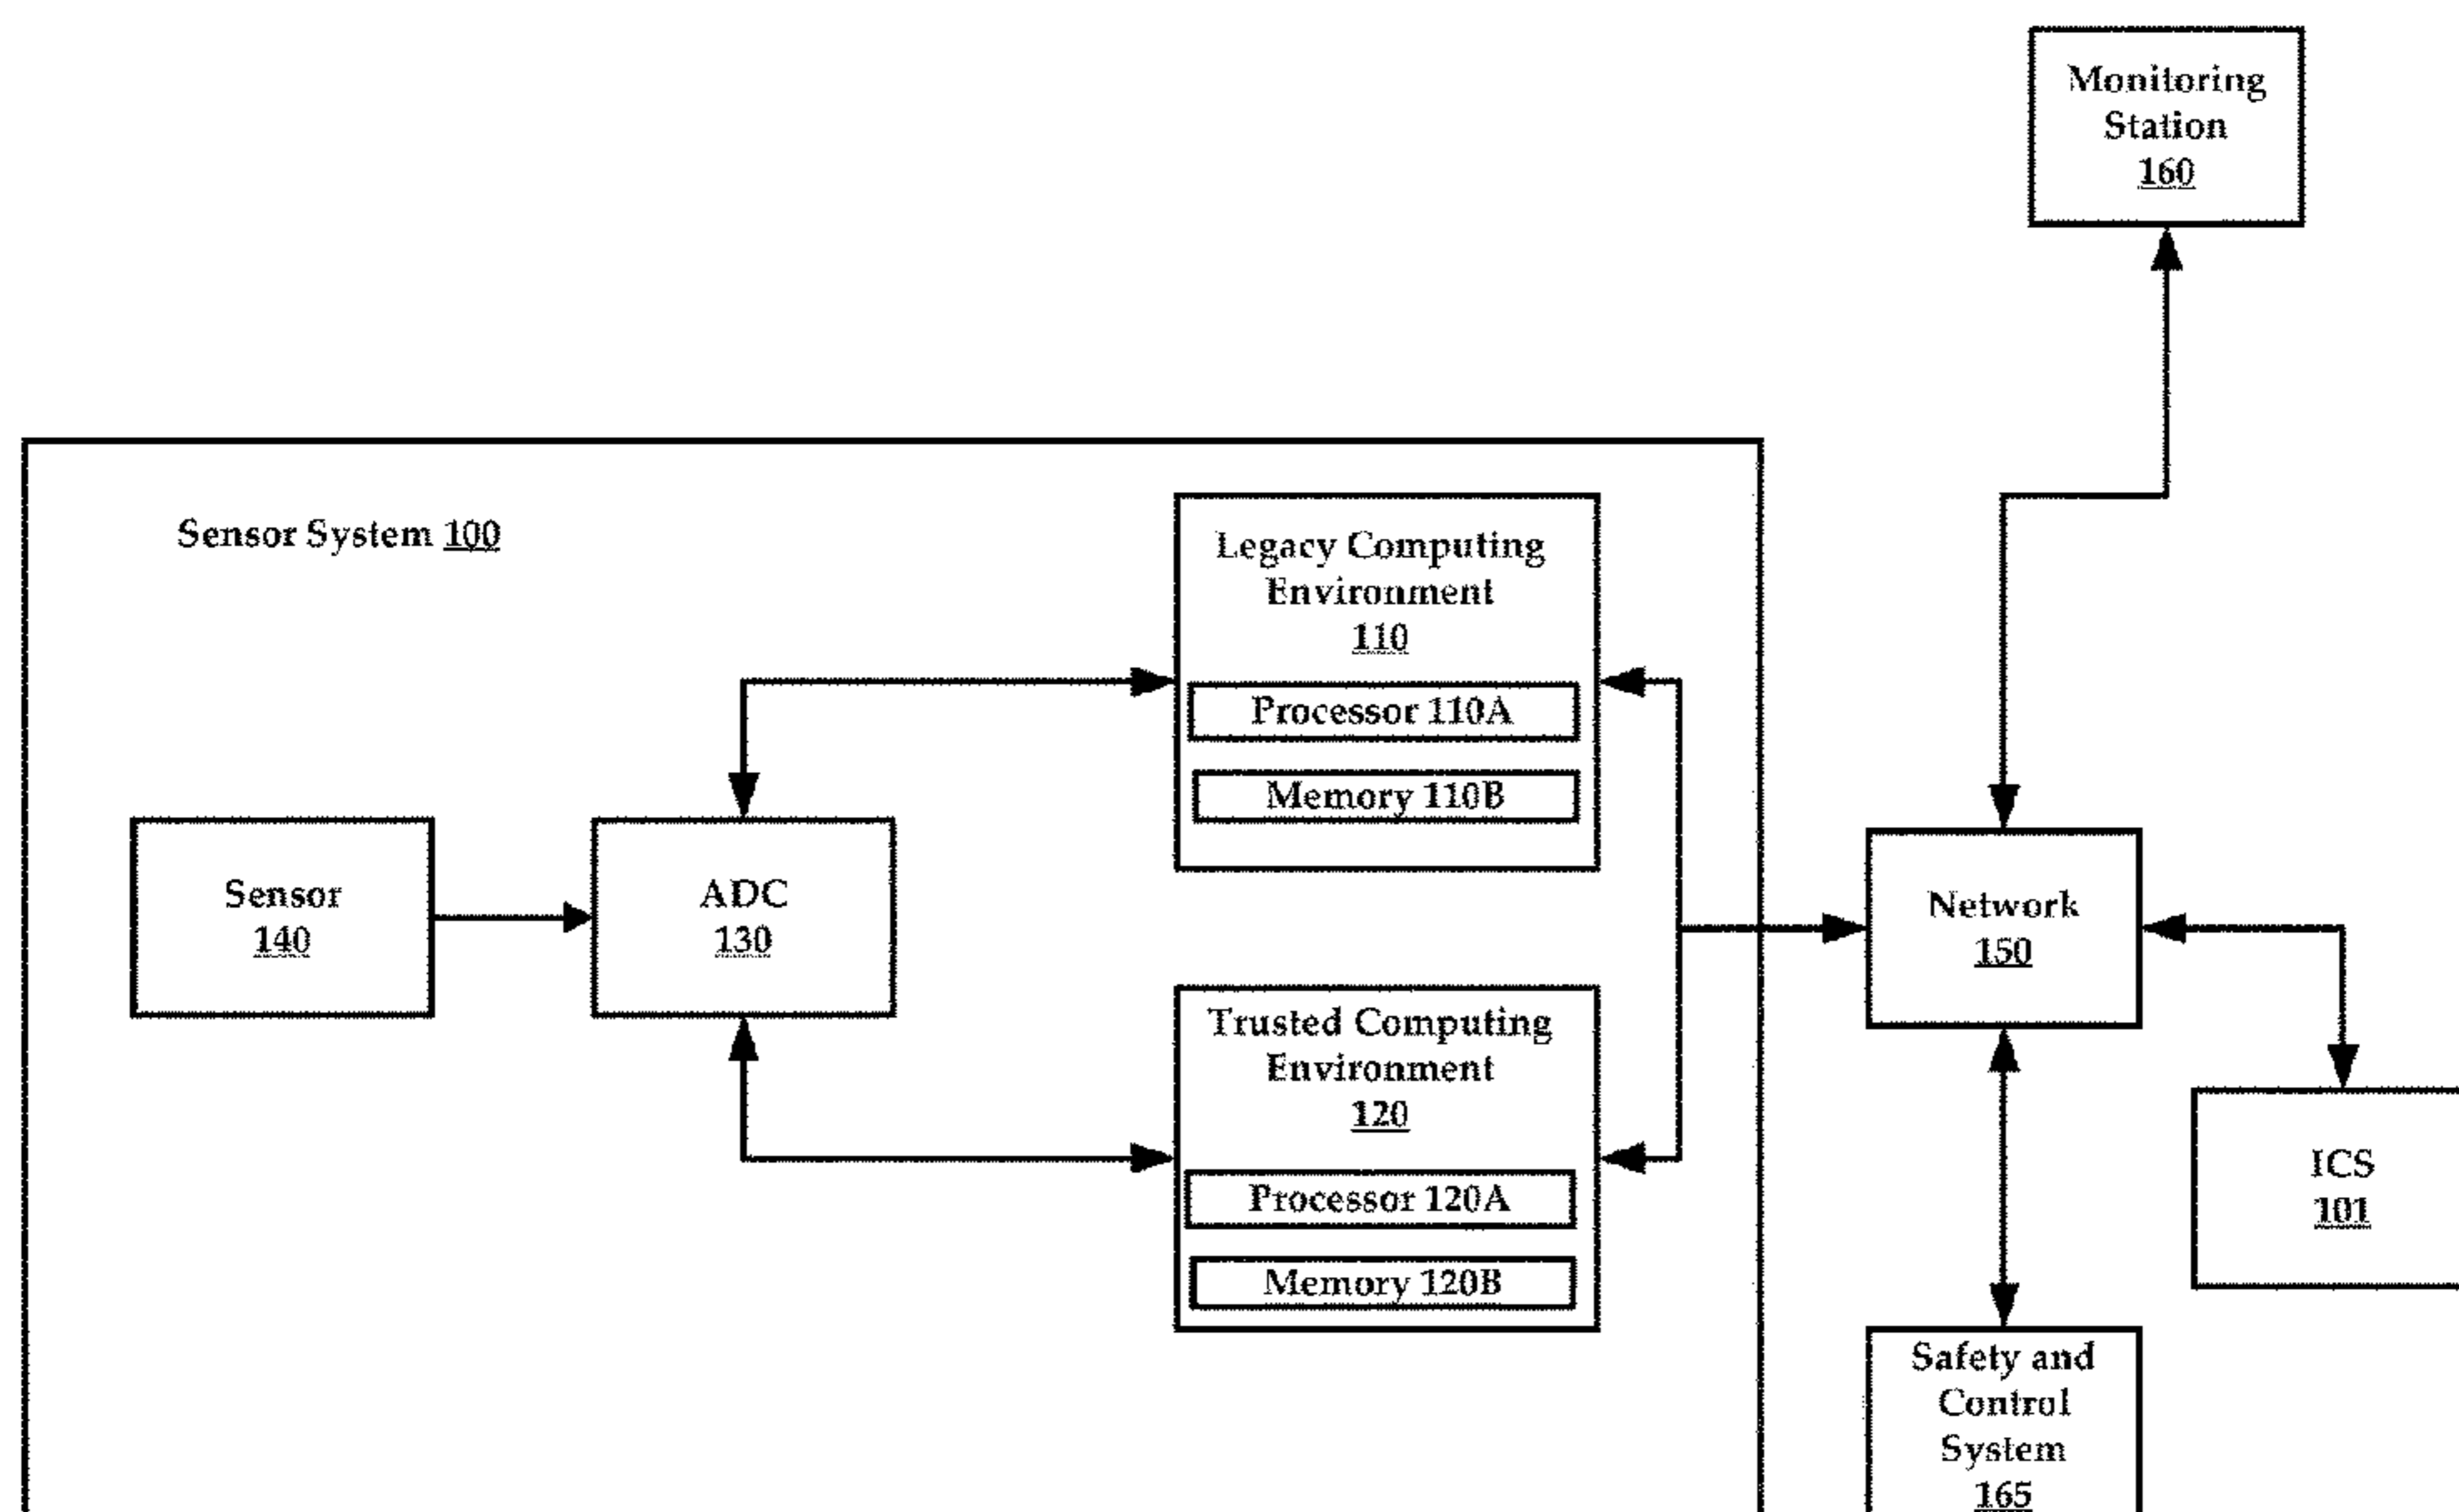 Monitoring
Station
160
Sensor System 100
Legacy Computing
Environment
110
Processor 110A
Memory 110B
Sensor
140
ADC
130
Network
150
Trusted Computing
Environment
120
Processor 120A
Memory 120B
ICS
101
Safety and
Control
System
165